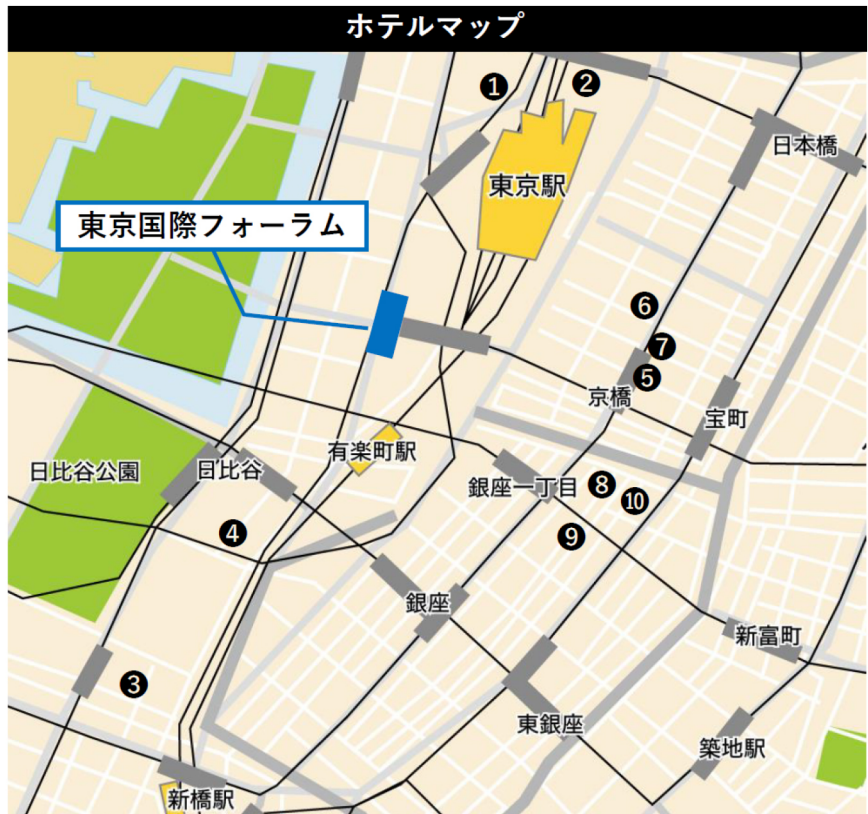 ホテルマップ
❶
❷
日本橋
東京駅
東京国際フォーラム
❻
❼
❺
京橋
宝町
有楽町駅
日比谷公園
日比谷
銀座一丁目
❽
❿
❹
❾
銀座
新富町
❸
東銀座
築地駅
新橋駅